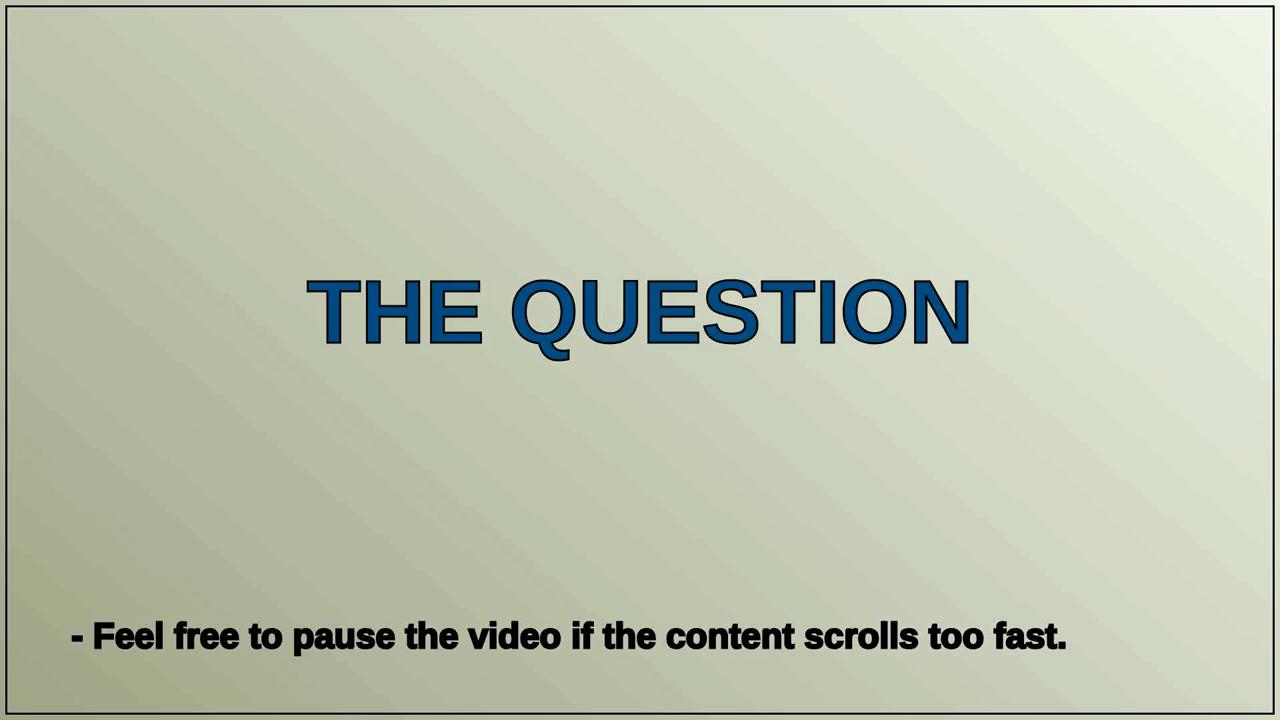 THE QUESTION
- Feel free to pause the video if the content scrolls too fast.